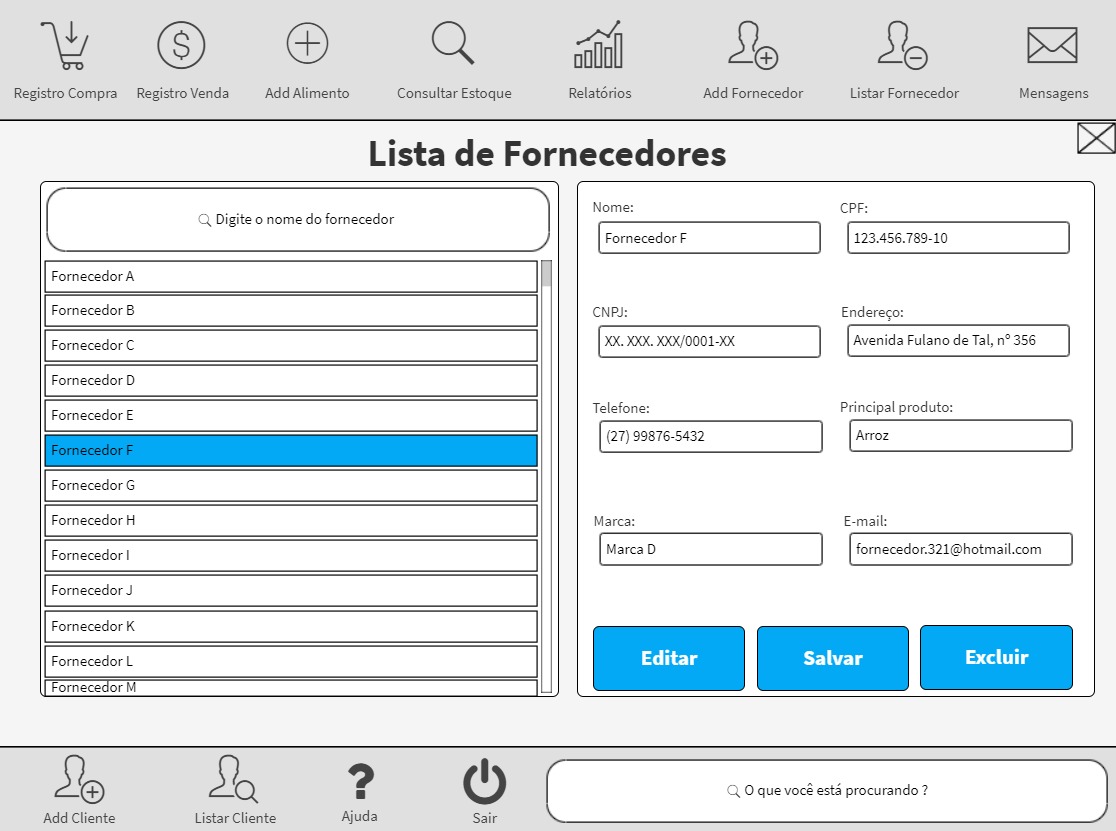 Registro Compra
Registro Venda
Add Alimento
Consultar Estoque
Relatórios
Add Fornecedor
Listar Fornecedor
Mensagens
Lista de Fornecedores
Digite o nome do fornecedor
Fornecedor A
Fornecedor B
Fornecedor C
Fornecedor D
Fornecedor E
Fornecedor F
Fornecedor G
Fornecedor H
Fornecedor I
Fornecedor J
Fornecedor K
Fornecedor L
Fornecedor M
Nome:
Fornecedor F
CPF:
123.456.789-10
CNPJ:
XX. XXX. XXX/0001-XX
Endereço:
Avenida Fulano de Tal, nº 356
Telefone:
(27) 99876-5432
Principal produto:
Arroz
Marca:
Marca D
E-mail:
fornecedor.321@hotmail.com
Editar
Salvar
Excluir
Add Cliente
Listar Cliente
Ajuda
Sair
O que você está procurando ?